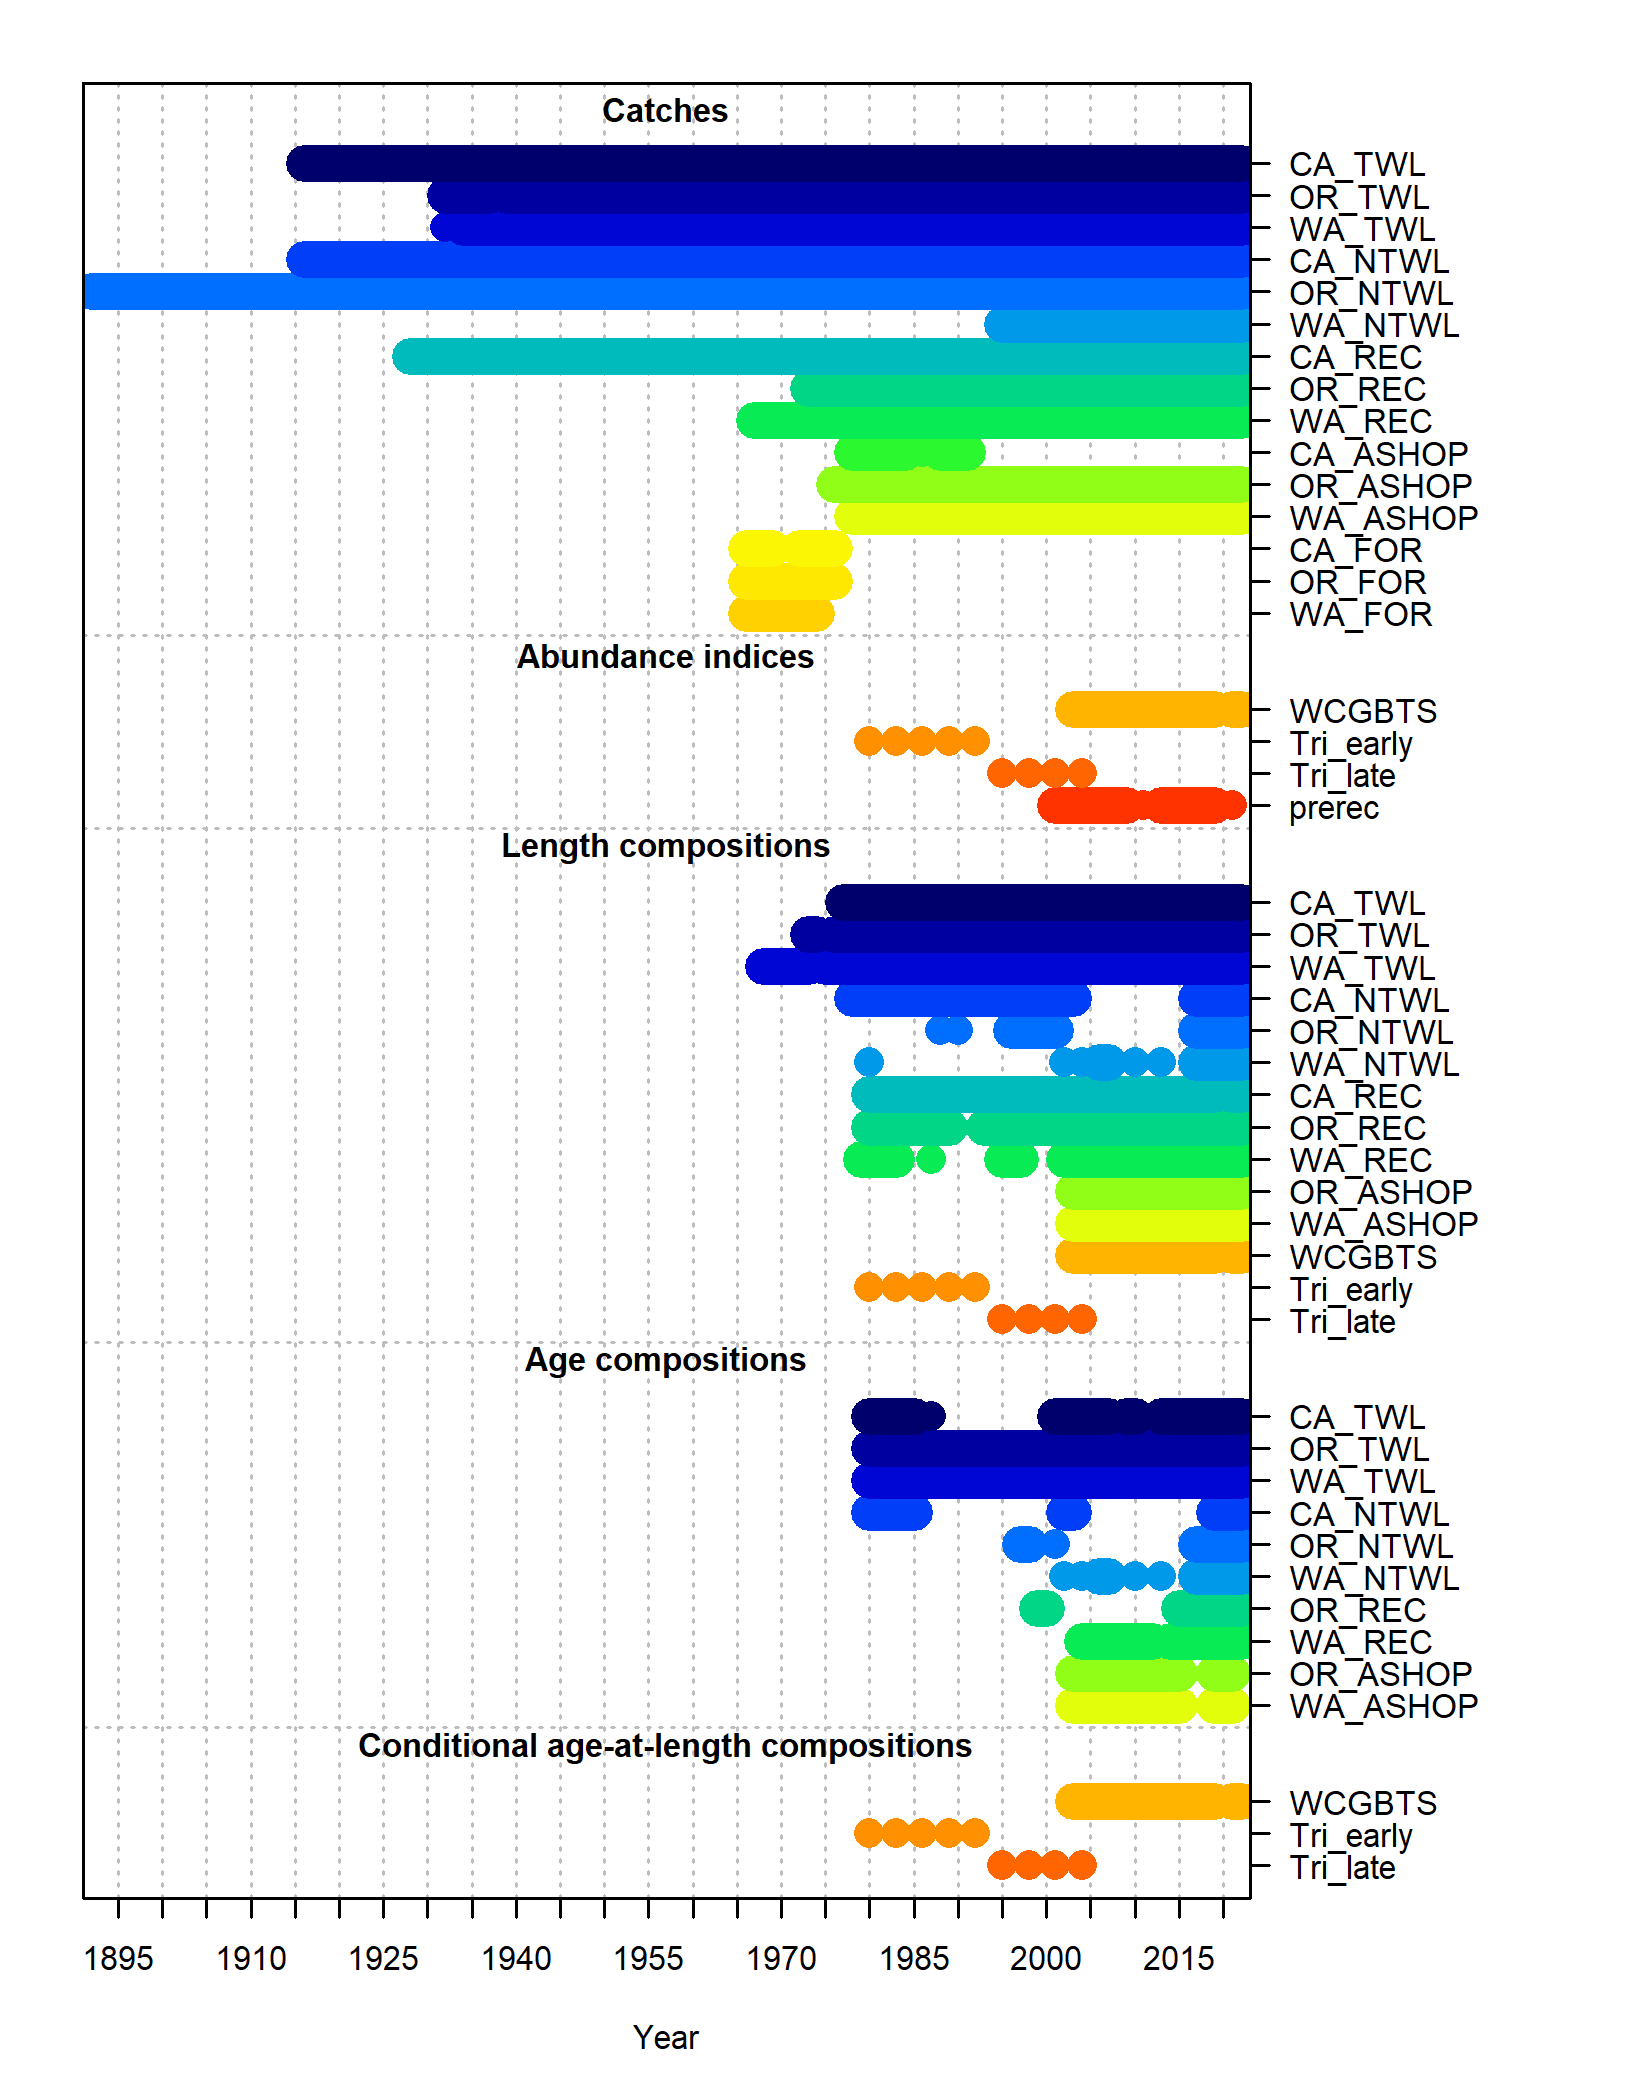 Catches
CA_TWL
OR_TWL
WA_TWL
CA_NTWL
OR_NTWL
WA_NTWL
CA_REC
OR_REC
WA_REC
CA_ASHOP
OR_ASHOP
WA_ASHOP
CA_FOR
OR_FOR
WA_FOR
Abundance indices
WCGBTS
Tri_early
Tri_late
prerec
Length compositions
CA_TWL
OR_TWL
WA_TWL
CA_NTWL
OR_NTWL
WA_NTWL
CA_REC
OR_REC
WA_REC
OR_ASHOP
WA_ASHOP
WCGBTS
Tri_early
Tri_late
Age compositions
CA_TWL
OR_TWL
WA_TWL
CA_NTWL
OR_NTWL
WA_NTWL
OR_REC
WA_REC
OR_ASHOP
WA_ASHOP
Conditional age-at-length compositions
WCGBTS
Tri_early
Tri_late
1895 1910 1925 1940 1955 1970 1985 2000 2015
Year